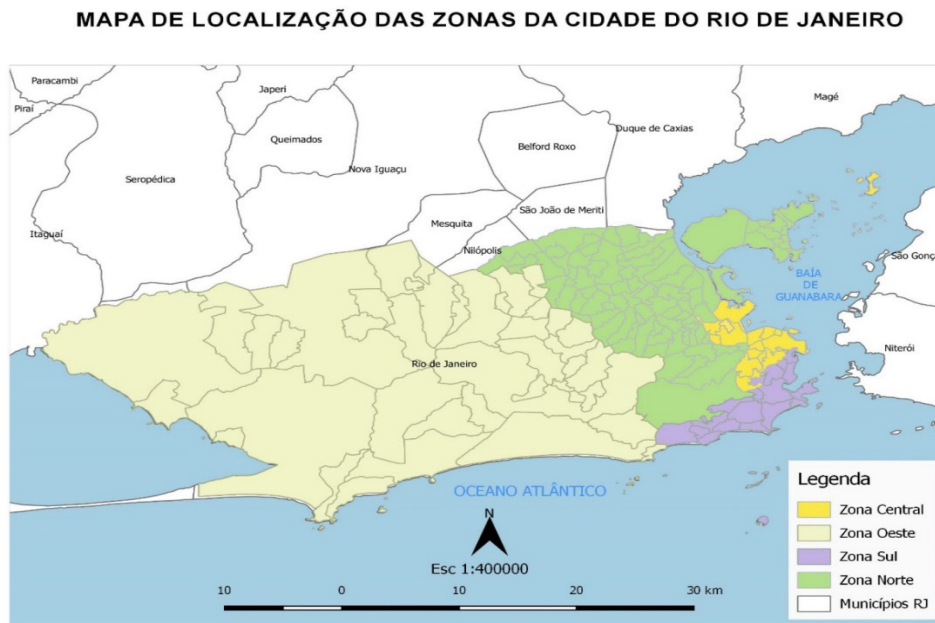 MAPA DE LOCALIZAÇÃO DAS ZONAS DA CIDADE DO RIO DE JANEIRO
Paracambi
Piraí
Japeri
Magé
Queimados
Duque de Caxias
Belford Roxo
Nova Iguaçu
Seropédica
São João de Meriti
Mesquita
Itaguaí
Nilópolis
São Gonç
BAÍA
DE
GUANABARA
Niterói
Rio de Janeiro
OCEANO ATLÂNTICO
N
Esc 1:400000
10 0 10 20 30 km
Legenda
Zona Central
Zona Oeste
Zona Sul
Zona Norte
Municípios RJ